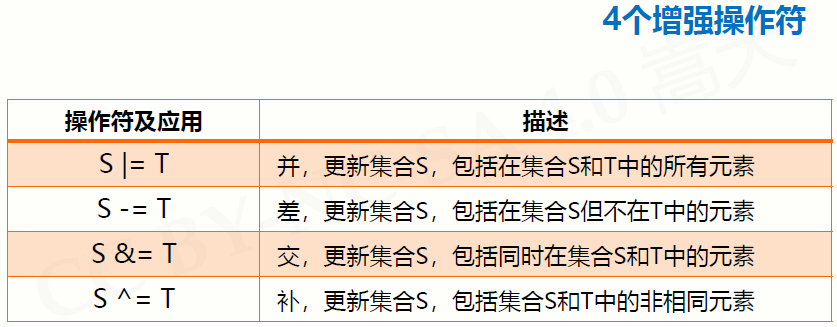 4个增强操作符
操作符及应用 描述
S |= T 并，更新集合S，包括在集合S和T中的所有元素
S -= T 差，更新集合S，包括在集合S但不在T中的元素
S &= T 交，更新集合S，包括同时在集合S和T中的元素
S ^= T 补，更新集合S，包括集合S和T中的非相同元素
CC BY-NC-SA 4.0 嵩天